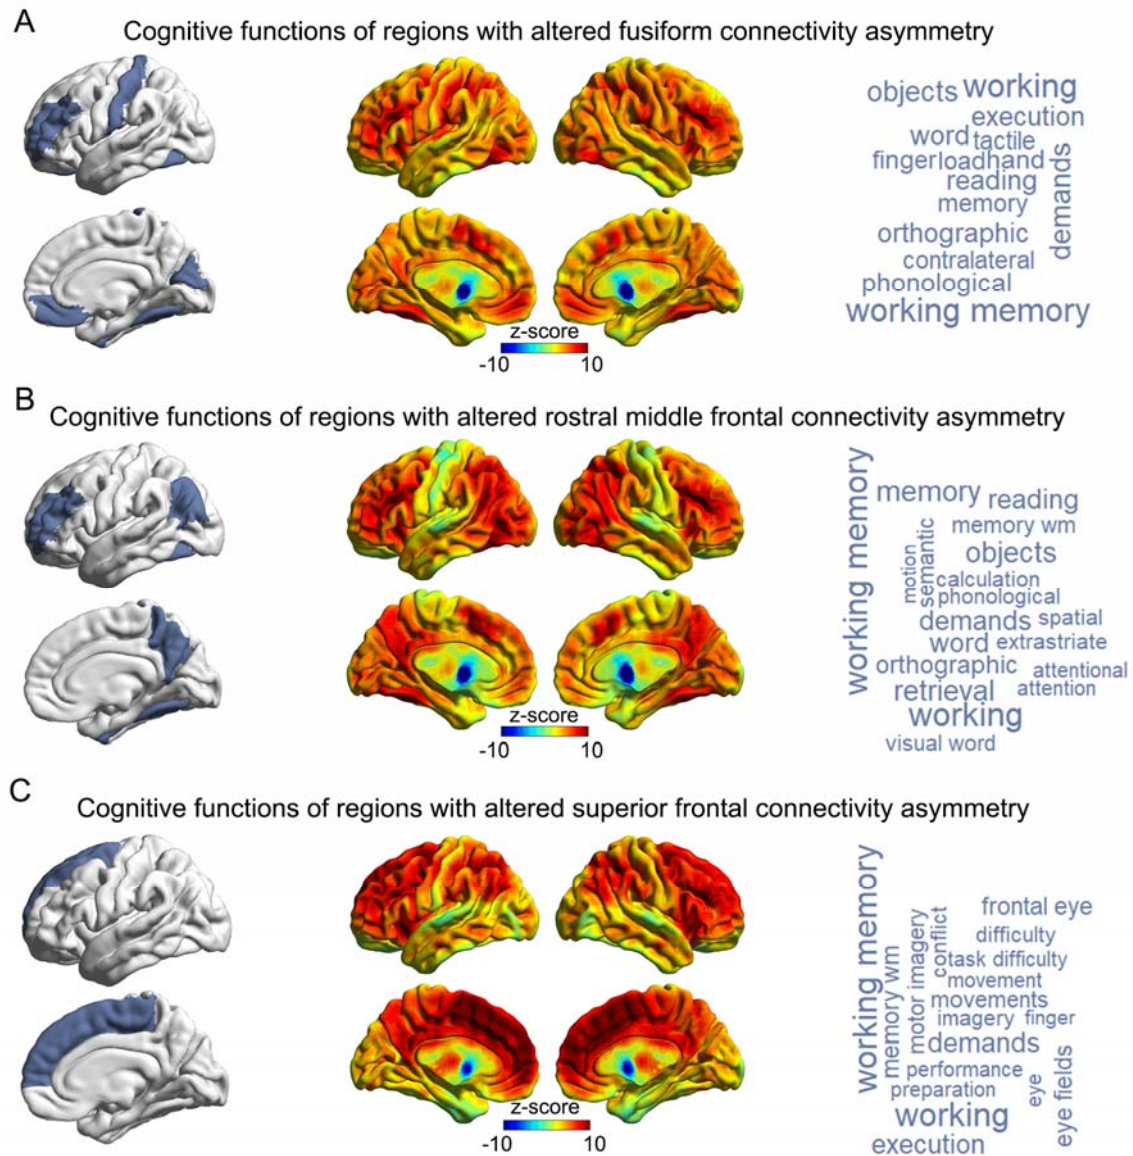 A
Cognitive functions of regions with altered fusiform connectivity asymmetry
objects working
execution
word tactile
finger load hand
reading
memory
demands
orthographic
contralateral
phonological
working memory
z-score
-10 10
B
Cognitive functions of regions with altered rostral middle frontal connectivity asymmetry
working memory
memory reading
memory wm
motion
semantic
objects
calculation
phonological
demands spatial
word extrastriate
orthographic attentional
retrieval attention
working
visual word
z-score
-10 10
C
Cognitive functions of regions with altered superior frontal connectivity asymmetry
working memory
memory wm
motor imagery
conflict
frontal eye
difficulty
task difficulty
movement
movements
imagery finger
demands
performance
preparation
eye
eye fields
working
execution
z-score
-10 10